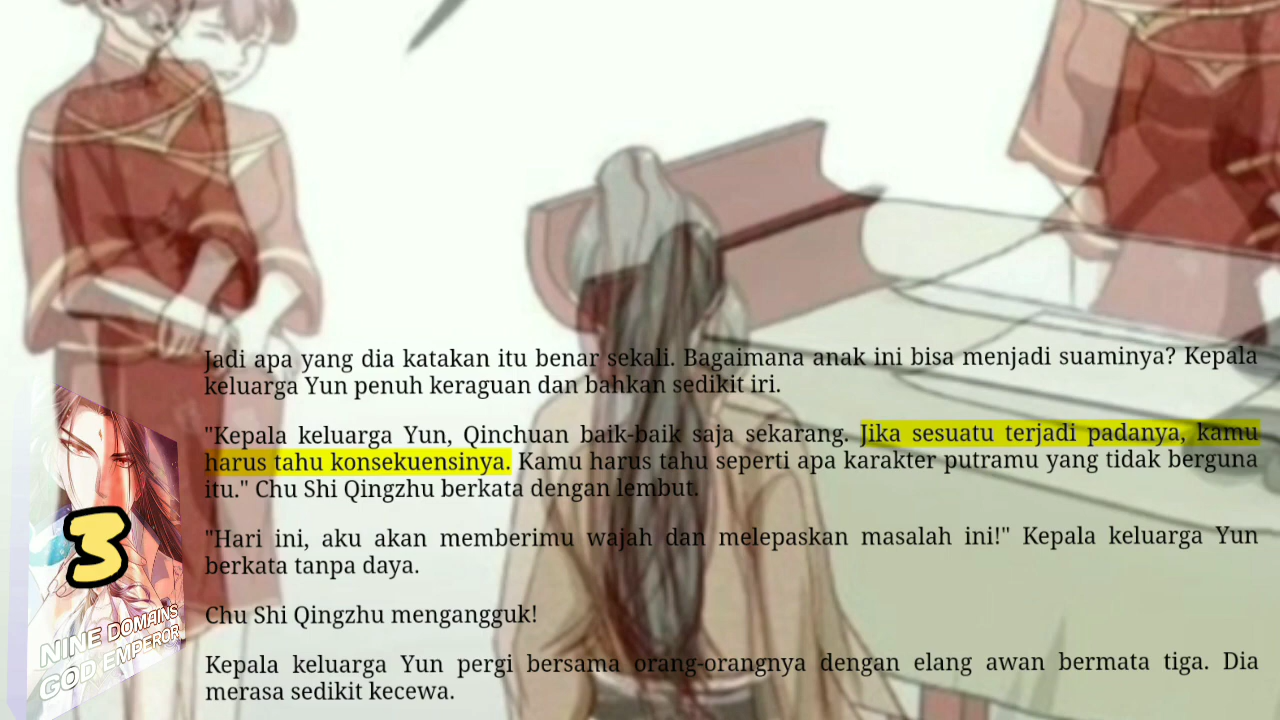 Jadi apa yang dia katakan itu benar sekali. Bagaimana anak ini bisa menjadi suaminya? Kepala
keluarga Yun penuh keraguan dan bahkan sedikit iri.
"Kepala keluarga Yun, Qinchuan baik-baik saja sekarang. Jika sesuatu terjadi padanya, kamu
harus tahu konsekuensinya. Kamu harus tahu seperti apa karakter putramu yang tidak berguna
itu." Chu Shi Qingzhu berkata dengan lembut.
"Hari ini, aku akan memberimu wajah dan melepaskan masalah ini!" Kepala keluarga Yun
berkata tanpa daya.
Chu Shi Qingzhu mengangguk!
Kepala keluarga Yun pergi bersama orang-orangnya dengan elang awan bermata tiga. Dia
merasa sedikit kecewa.
3
NINE DOMAINS
GOD EMPEROR